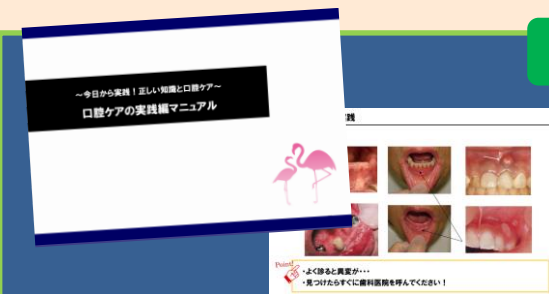 ～今日から実践！正しい知識と口腔ケア～
口腔ケアの実践編マニュアル
践
Point!
・よく診ると異変が・・・
・見つけたらすぐに歯科医院を呼んでください！